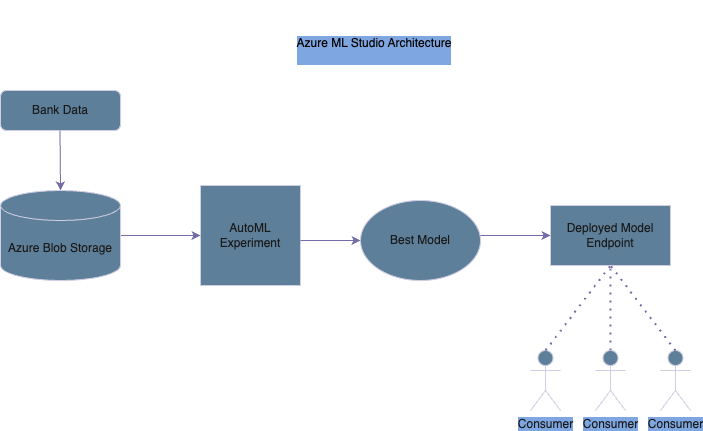 Azure ML Studio Architecture
Bank Data
Azure Blob Storage
AutoML
Experiment
Best Model
Deployed Model
Endpoint
Consumer
Consumer
Consumer